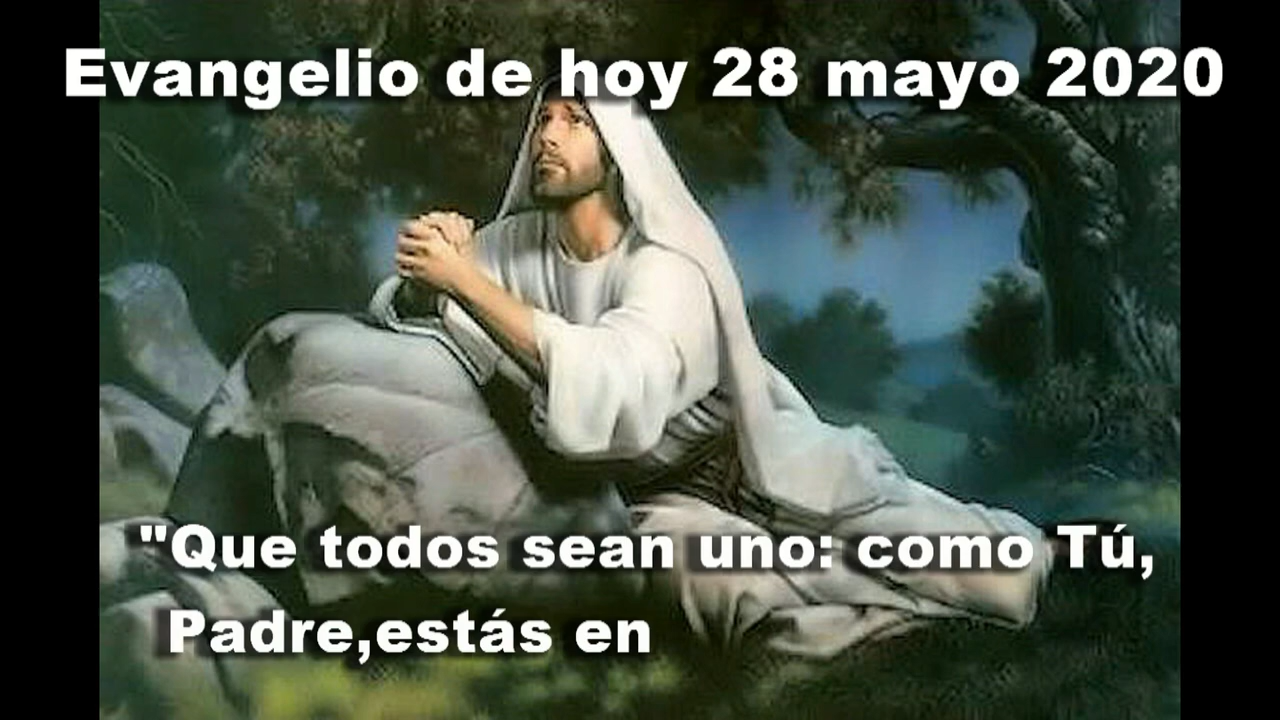 Evangelio de hoy 28 mayo 2020
"Que todos sean uno: como Tú,
Padre,estás en